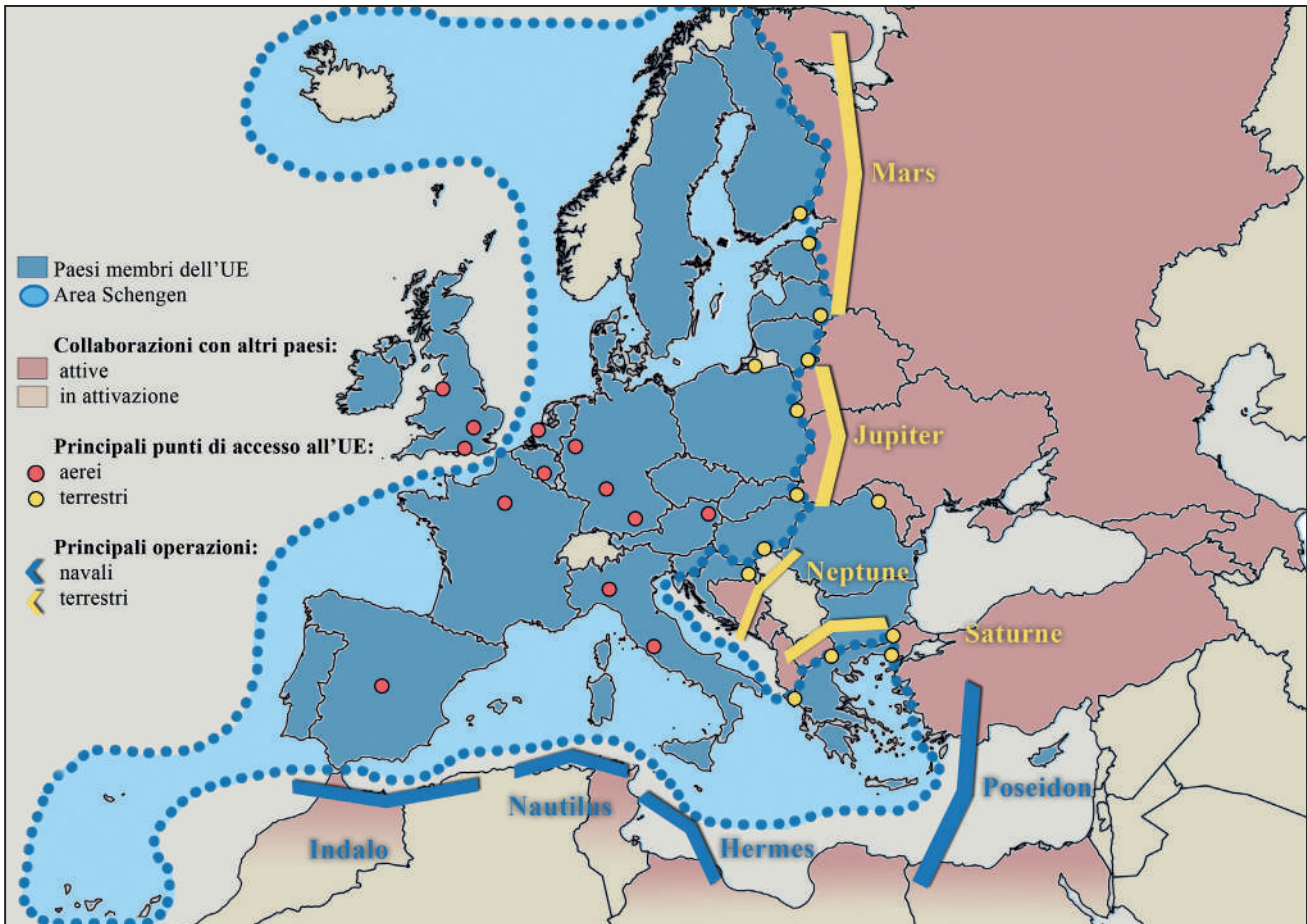 Paesi membri dell'UE
Area Schengen
Collaborazioni con altri paesi:
attive
in attivazione
Principali punti di accesso all'UE:
aerei
terrestri
Principali operazioni:
navali
terrestri
Mars
Jupiter
Neptune
Saturne
Poseidon
Nautilus
Indalo
Hermes